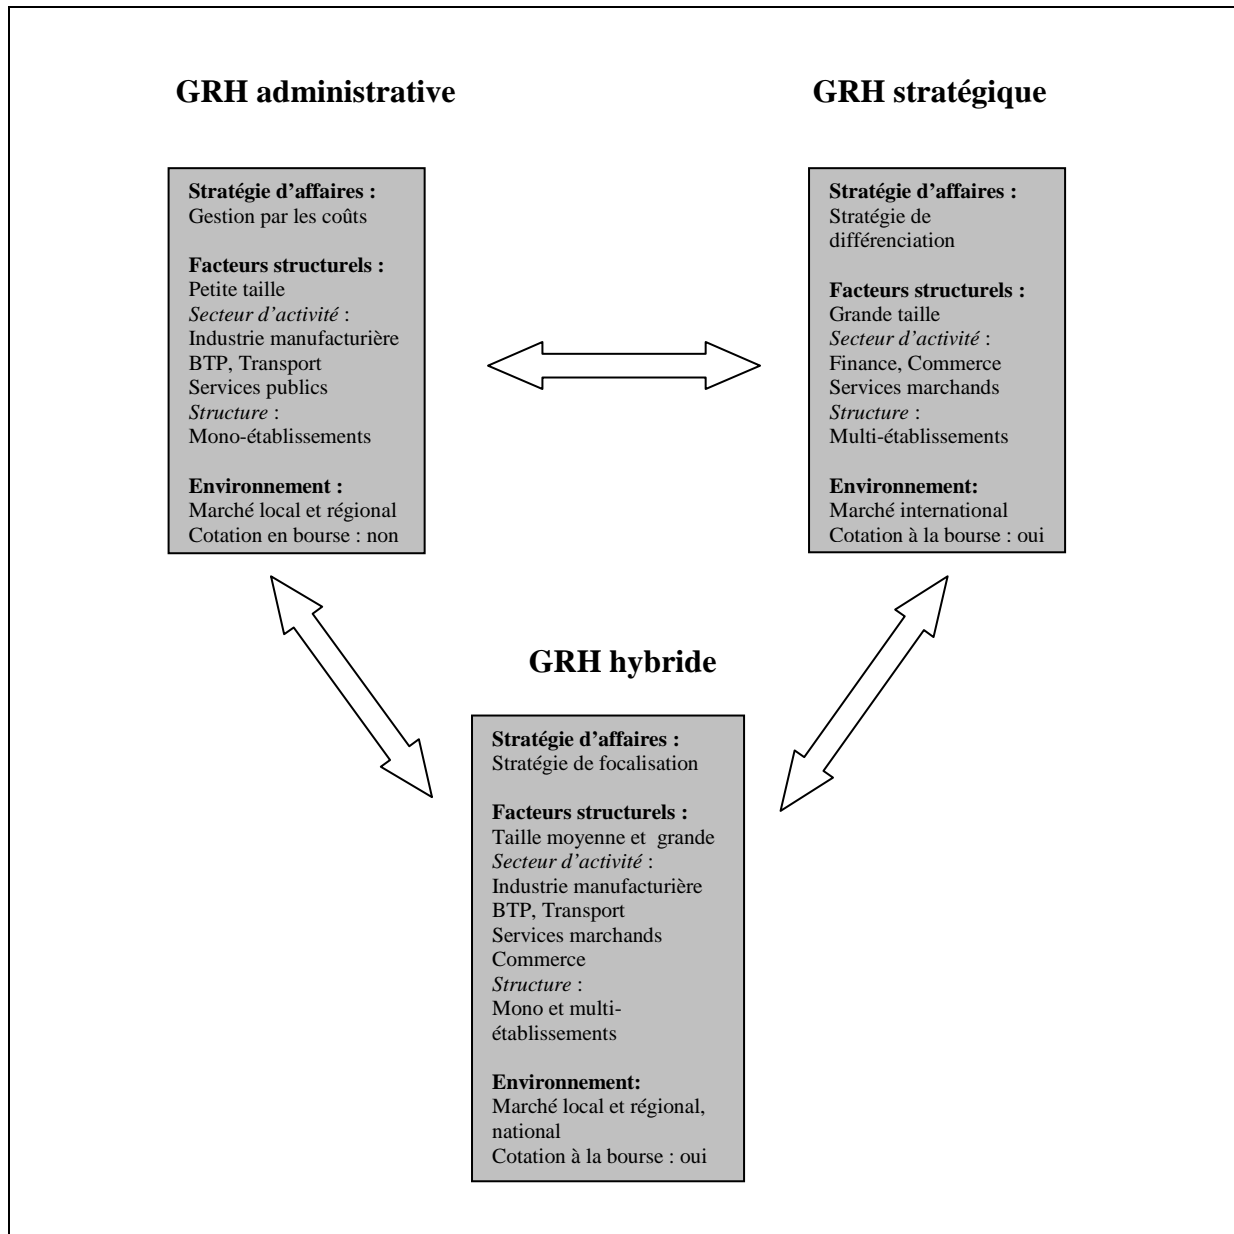 GRH administrative
GRH stratégique
Stratégie d'affaires :
Gestion par les coûts
Facteurs structurels :
Petite taille
Secteur d'activité :
Industrie manufacturière
BTP, Transport
Services publics
Structure :
Mono-établissements
Environnement :
Marché local et régional
Cotation en bourse : non
Stratégie d'affaires :
Stratégie de
différenciation
Facteurs structurels :
Grande taille
Secteur d'activité :
Finance, Commerce
Services marchands
Structure :
Multi-établissements
Environnement:
Marché international
Cotation à la bourse : oui
GRH hybride
Stratégie d'affaires :
Stratégie de focalisation
Facteurs structurels :
Taille moyenne et grande
Secteur d'activité :
Industrie manufacturière
BTP, Transport
Services marchands
Commerce
Structure :
Mono et multi-
établissements
Environnement:
Marché local et régional,
national
Cotation à la bourse : oui